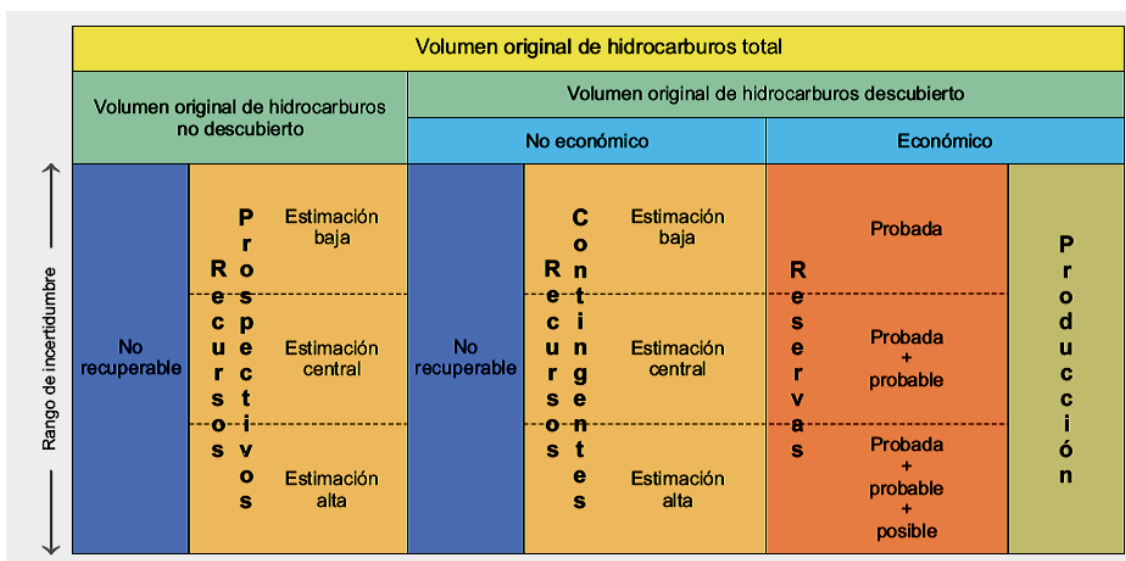 Volumen original de hidrocarburos total
Volumen original de hidrocarburos
no descubierto
Volumen original de hidrocarburos descubierto
No económico
Económico
Rango de incertidumbre
No
recuperable
Recursos
Prospectivos
Estimación
baja
Estimación
central
Estimación
alta
No
recuperable
Recursos
Contingentes
Estimación
baja
Estimación
central
Estimación
alta
Reservas
Probada
Probada
+
probable
Probada
+
probable
+
posible
Producción